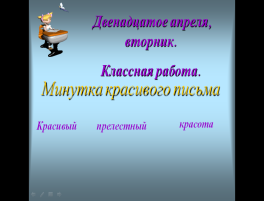 Двенадцатое апреля,
вторник.
Классная работа.
Минутка красивого письма
Красивый прелестный красота